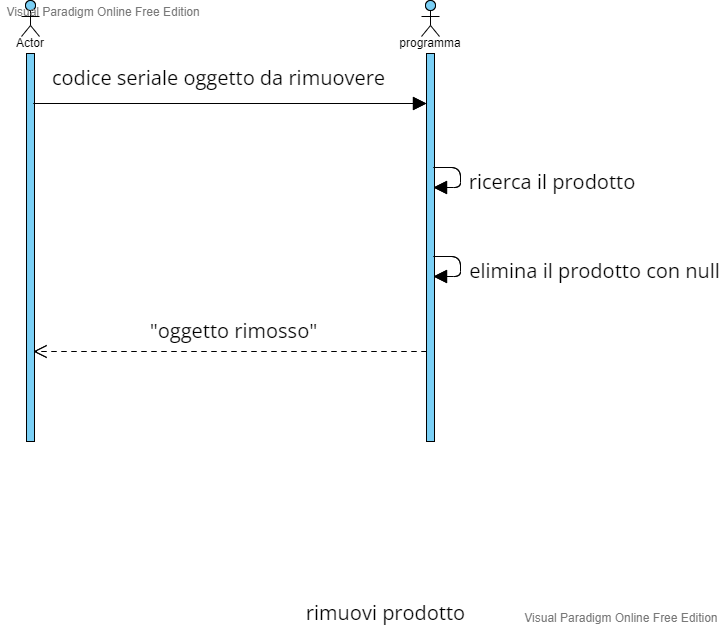 Visual Paradigm Online Free Edition
Actor
programma
codice seriale oggetto da rimuovere
ricerca il prodotto
elimina il prodotto con null
"oggetto rimosso"
rimuovi prodotto
Visual Paradigm Online Free Edition